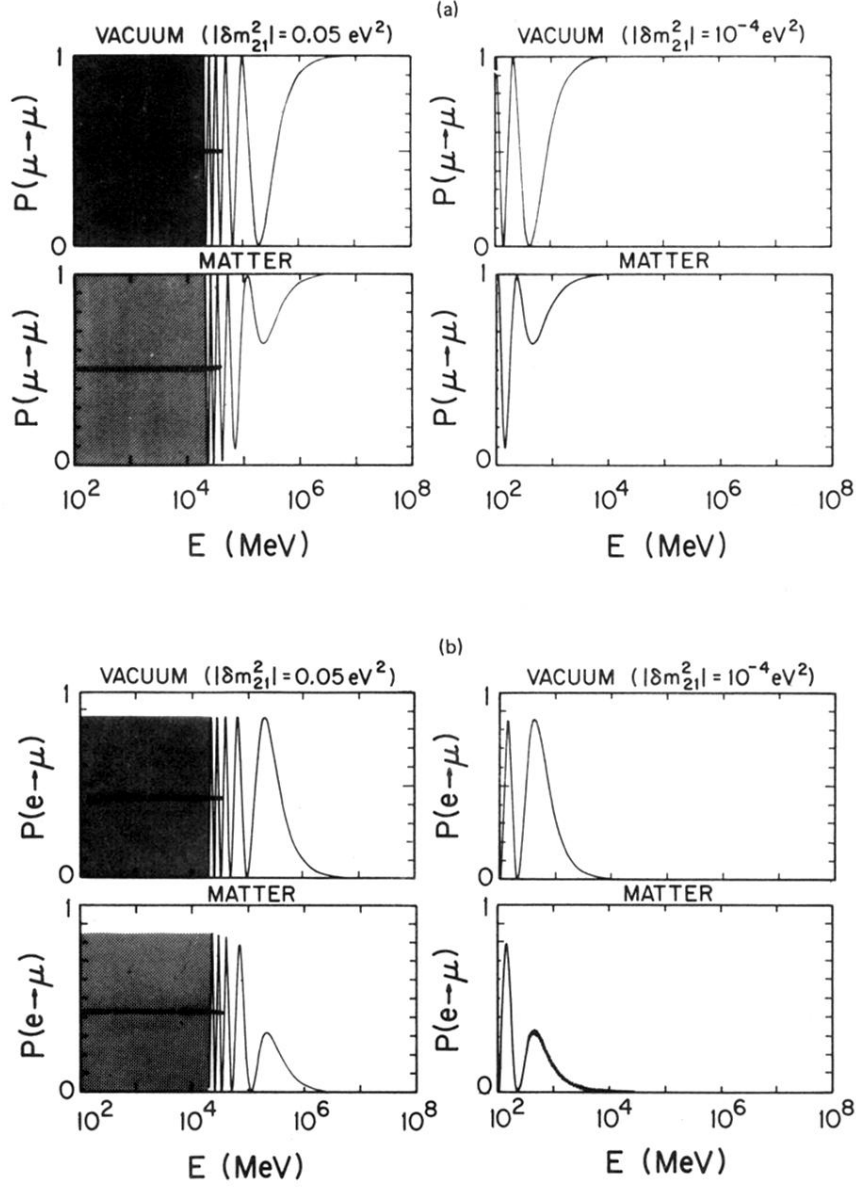 (a)
VACUUM (|δm²₂₁| = 0.05 eV²)
VACUUM (|δm²₂₁| = 10⁻⁴ eV²)
1
P(μ→μ)
0
1
P(μ→μ)
0
MATTER
MATTER
1
P(μ→μ)
0
10² 10⁴ 10⁶ 10⁸
E (MeV)
1
P(μ→μ)
0
10² 10⁴ 10⁶ 10⁸
E (MeV)
(b)
VACUUM (|δm²₂₁| = 0.05 eV²)
VACUUM (|δm²₂₁| = 10⁻⁴ eV²)
1
P(e→μ)
0
1
P(e→μ)
0
MATTER
MATTER
1
P(e→μ)
0
10² 10⁴ 10⁶ 10⁸
E (MeV)
1
P(e→μ)
0
10² 10⁴ 10⁶ 10⁸
E (MeV)